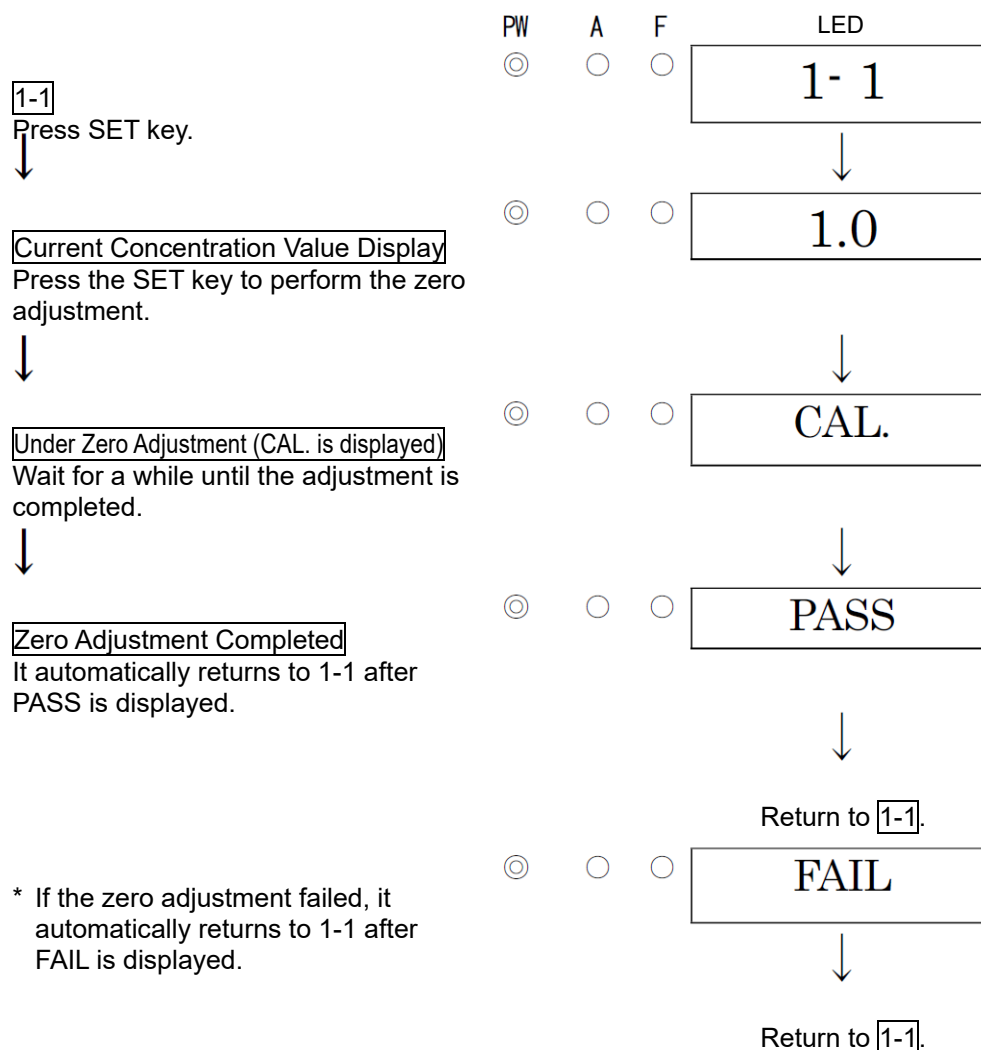 PW A F LED
1- 1
1-1
Press SET key.
↓ ↓
1.0
Current Concentration Value Display
Press the SET key to perform the zero
adjustment.
↓ ↓
CAL.
Under Zero Adjustment (CAL. is displayed)
Wait for a while until the adjustment is
completed.
↓ ↓
PASS
Zero Adjustment Completed
It automatically returns to 1-1 after
PASS is displayed.
↓
Return to 1-1.
FAIL
* If the zero adjustment failed, it
automatically returns to 1-1 after
FAIL is displayed.
↓
Return to 1-1.